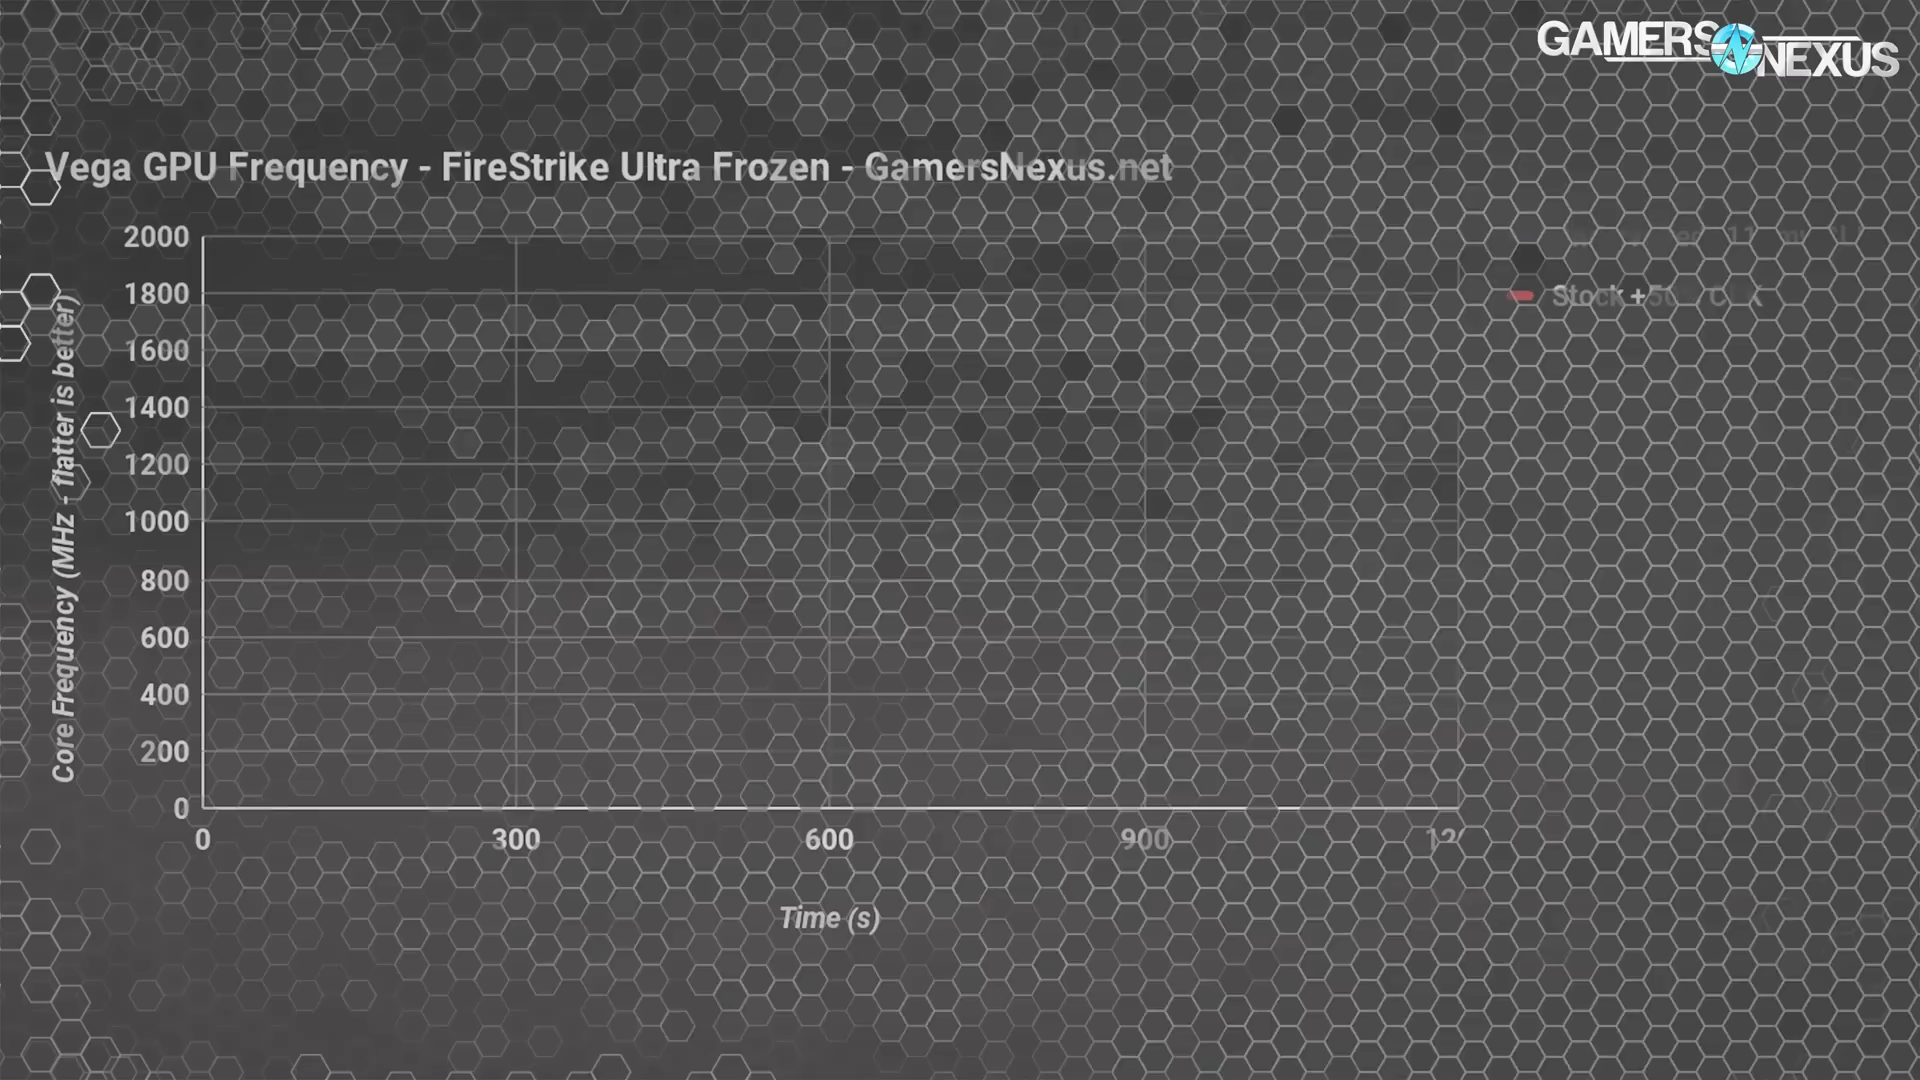 GAMERS NEXUS
Vega GPU Frequency - FireStrike Ultra Frozen - GamersNexus.net
Core Frequency (MHz - flatter is better)
2000
1800
1600
1400
1200
1000
800
600
400
200
0
0 300 600 900
Time (s)
Stock